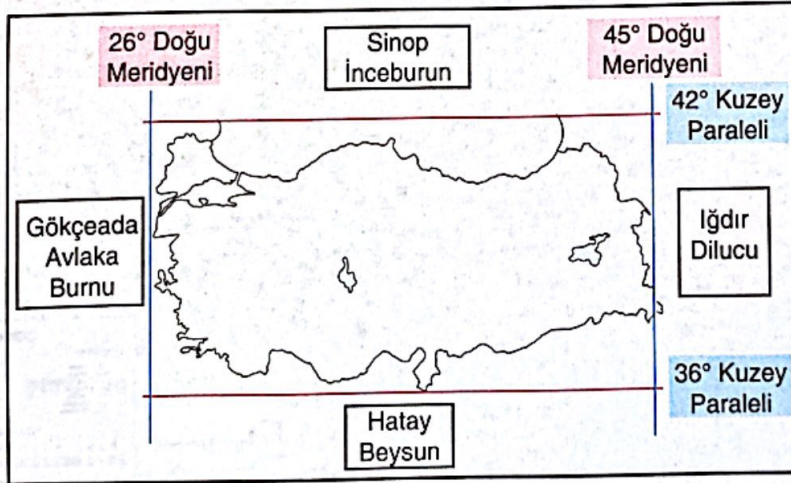 26° Doğu
Meridyeni
Sinop
İnceburun
45° Doğu
Meridyeni
42° Kuzey
Paraleli
Gökçeada
Avlaka
Burnu
Iğdır
Dilucu
36° Kuzey
Paraleli
Hatay
Beysun